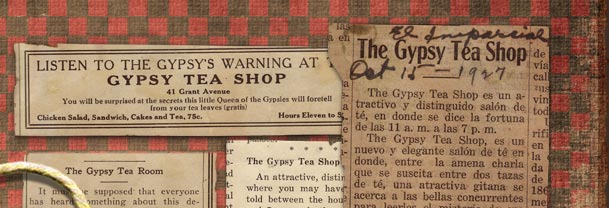 LISTEN TO THE GYPSY'S WARNING AT
GYPSY TEA SHOP
41 Grant Avenue
You will be surprised at the secrets this little Queen of the Gypsies will foretell
from your tea leaves (gratis)
Chicken Salad, Sandwich, Cakes and Tea, 75c. Hours Eleven to
The Gypsy Tea Room
It must be supposed that everyone
has heard something about this de-
The Gypsy Tea Shop
An attractive, disti
where you may have
told between the hou
El Imparcial
The Gypsy Tea Shop
Oct 15 - 1927
The Gypsy Tea Shop es un a-
tractivo y distinguido salón de
té, en donde se dice la fortuna
de las 11 a. m. a las 7 p. m.
The Gypsy Tea Shop, es un
nuevo y elegante salón de té en
donde, entre la amena charla
que se suscita entre dos tazas
de té, una atractiva gitana se
acerca a las bellas concurrentes